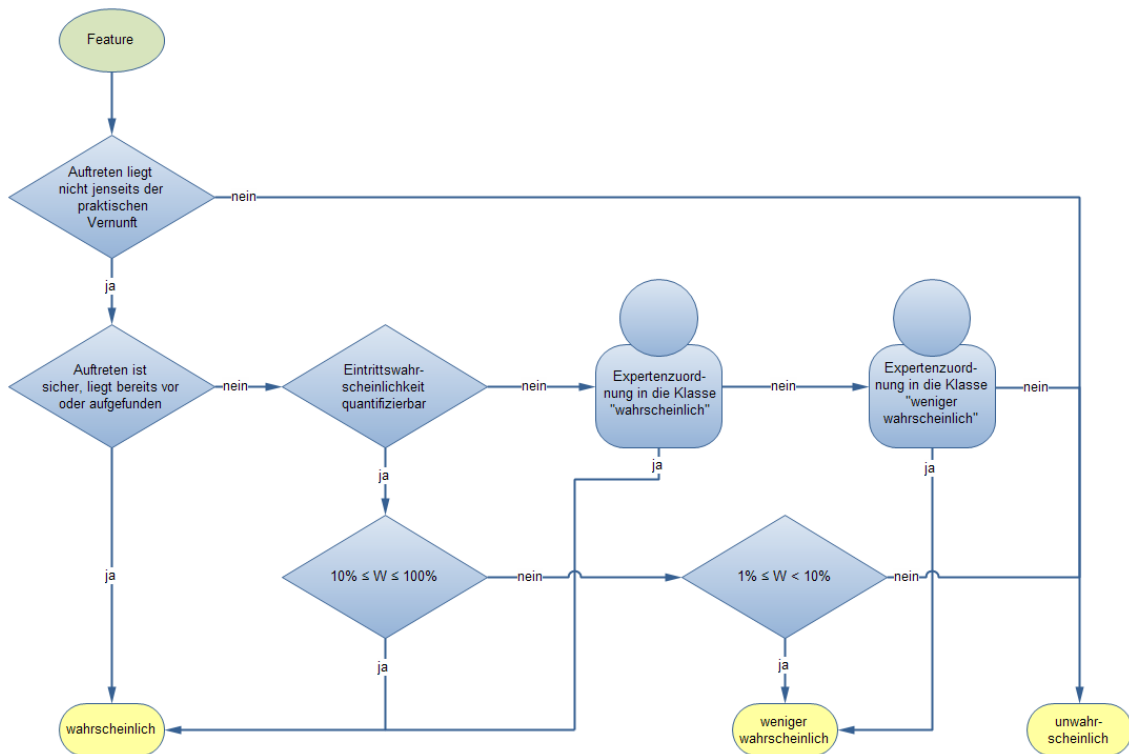 Feature
Auftreten liegt
nicht jenseits der
praktischen
Vernunft
nein
ja
Auftreten ist
sicher, liegt bereits vor
oder aufgefunden
nein
Eintrittswahr-
scheinlichkeit
quantifizierbar
nein
Expertenzuord-
nung in die Klasse
"wahrscheinlich"
nein
Expertenzuord-
nung in die Klasse
"weniger
wahrscheinlich"
nein
ja
ja
ja
ja
10% ≤ W ≤ 100%
nein
1% ≤ W < 10%
nein
ja
ja
wahrscheinlich
weniger
wahrscheinlich
unwahr-
scheinlich